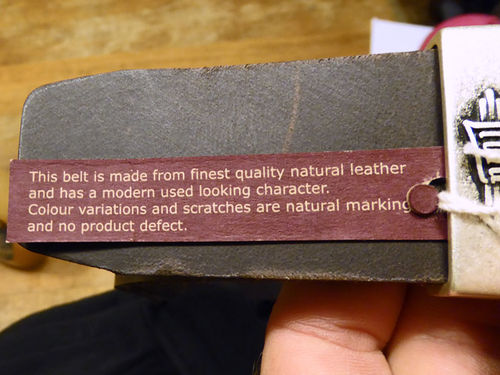 This belt is made from finest quality natural leather
and has a modern used looking character.
Colour variations and scratches are natural marking
and no product defect.